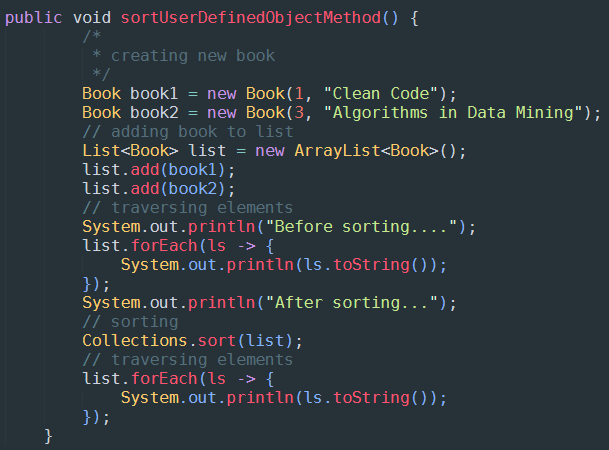 public void sortUserDefinedObjectMethod() {
/*
* creating new book
*/
Book book1 = new Book(1, "Clean Code");
Book book2 = new Book(3, "Algorithms in Data Mining");
// adding book to list
List<Book> list = new ArrayList<Book>();
list.add(book1);
list.add(book2);
// traversing elements
System.out.println("Before sorting....");
list.forEach(ls -> {
System.out.println(ls.toString());
});
System.out.println("After sorting...");
// sorting
Collections.sort(list);
// traversing elements
list.forEach(ls -> {
System.out.println(ls.toString());
});
}